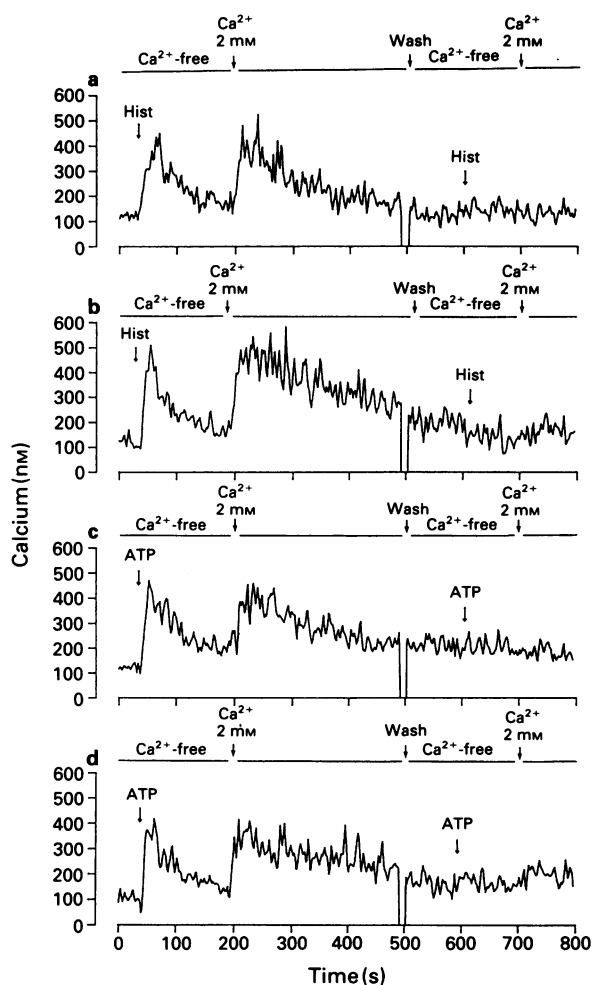 Ca²⁺ Ca²⁺
2 mM Wash 2 mM
Ca²⁺-free Ca²⁺-free
a
600
Hist
500
400
Hist
300
200
100
0
Ca²⁺ Ca²⁺
2 mM Wash 2 mM
Ca²⁺-free Ca²⁺-free
b
600
Hist
500
400
Hist
300
200
100
0
Ca²⁺ Ca²⁺
2 mM Wash 2 mM
Ca²⁺-free Ca²⁺-free
c
600
ATP
500
400
ATP
300
200
100
0
Ca²⁺ Ca²⁺
2 mM Wash 2 mM
Ca²⁺-free Ca²⁺-free
d
600
ATP
500
400
ATP
300
200
100
0
0 100 200 300 400 500 600 700 800
Time (s)
Calcium (nM)